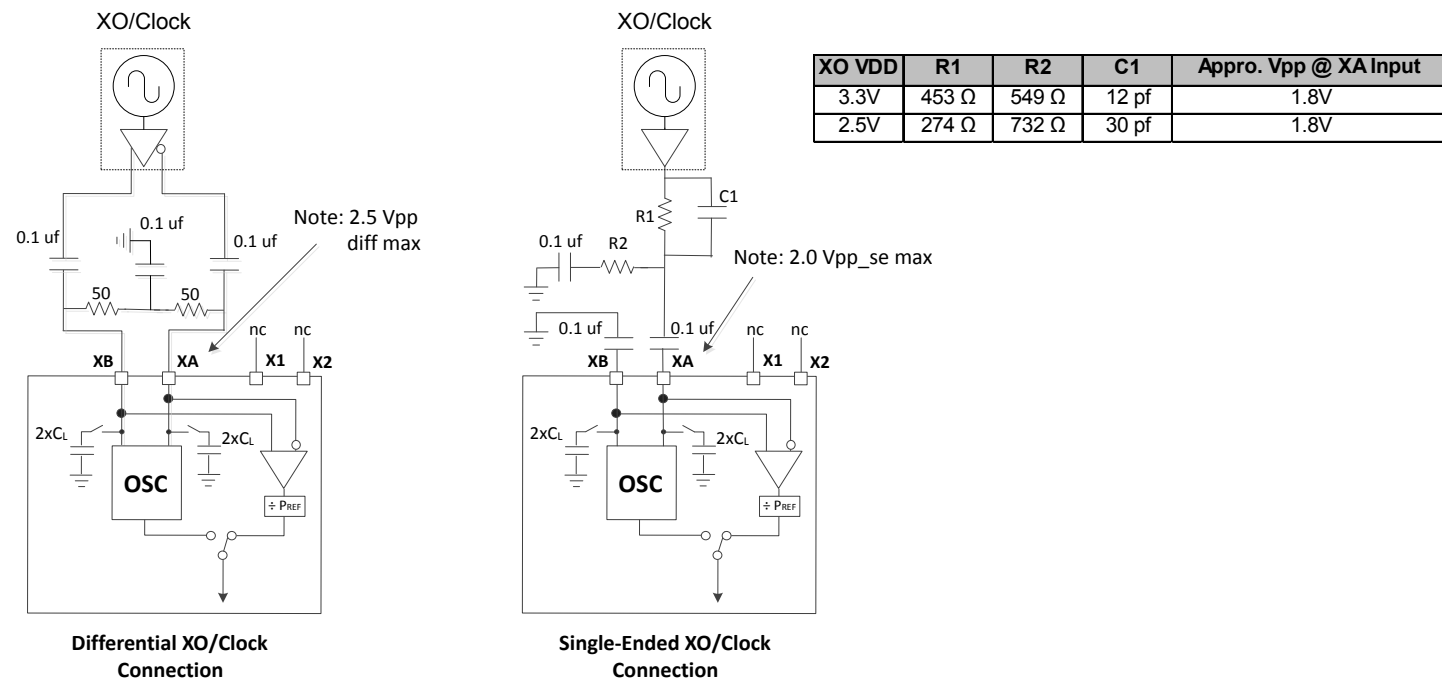 XO/Clock
0.1 uf
0.1 uf
0.1 uf
50
50
Note: 2.5 Vpp
diff max
nc
nc
XB
XA
X1
X2
2xCL
2xCL
OSC
÷ PREF
Differential XO/Clock
Connection
XO/Clock
C1
R1
0.1 uf
R2
Note: 2.0 Vpp_se max
0.1 uf
0.1 uf
nc
nc
XB
XA
X1
X2
2xCL
2xCL
OSC
÷ PREF
Single-Ended XO/Clock
Connection
XO VDD R1 R2 C1 Appro. Vpp @ XA Input
3.3V 453 Ω 549 Ω 12 pf 1.8V
2.5V 274 Ω 732 Ω 30 pf 1.8V